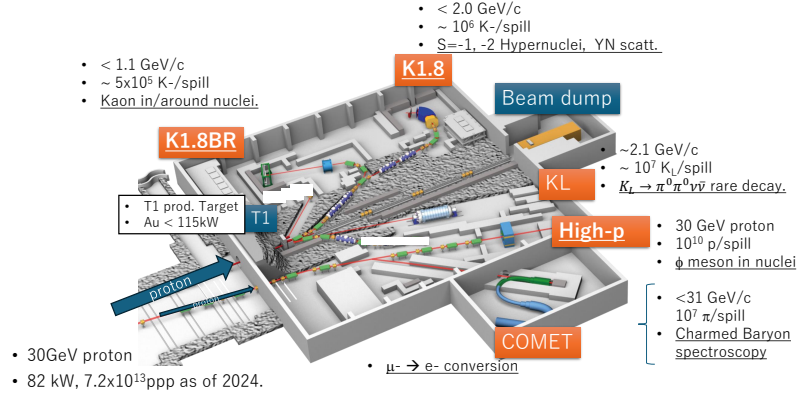 • < 2.0 GeV/c
• ~ 10⁶ K-/spill
• S=-1, -2 Hypernuclei, YN scatt.
• < 1.1 GeV/c
• ~ 5x10⁵ K-/spill
• Kaon in/around nuclei.
K1.8
Beam dump
K1.8BR
• ~2.1 GeV/c
• ~ 10⁷ K_L/spill
• K_L → π⁰π⁰νν̄ rare decay.
KL
• T1 prod. Target
• Au < 115kW
T1
High-p
• 30 GeV proton
• 10¹⁰ p/spill
• ϕ meson in nuclei
proton
proton
• <31 GeV/c
10⁷ π/spill
• Charmed Baryon
spectroscopy
COMET
• μ- → e- conversion
• 30GeV proton
• 82 kW, 7.2x10¹³ppp as of 2024.